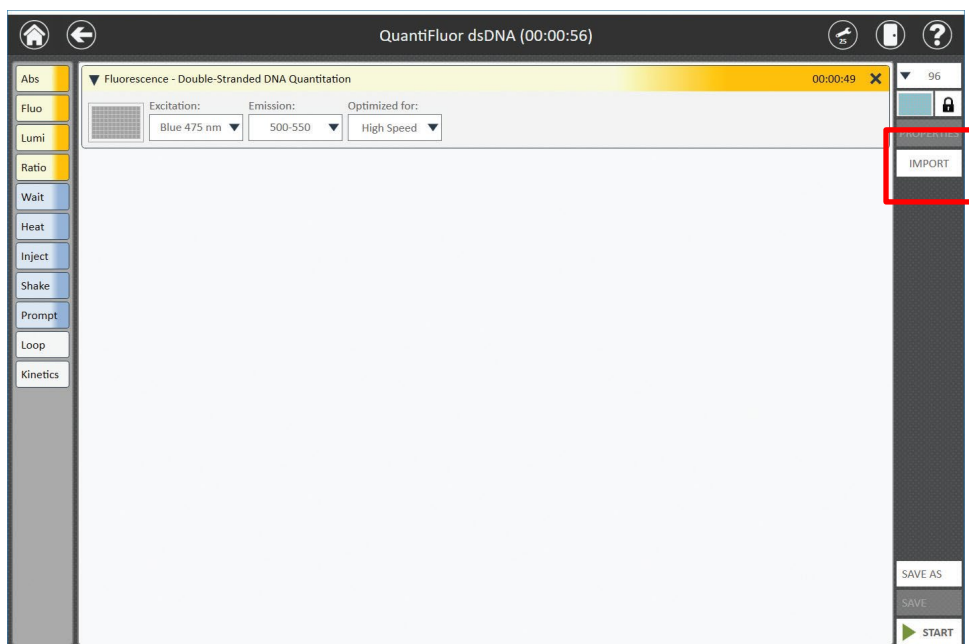 QuantiFluor dsDNA (00:00:56)
25
?
Abs
Fluo
Lumi
Ratio
Wait
Heat
Inject
Shake
Prompt
Loop
Kinetics
Fluorescence - Double-Stranded DNA Quantitation 00:00:49
Excitation: Emission: Optimized for:
Blue 475 nm 500-550 High Speed
96
PROPERTIES
IMPORT
SAVE AS
SAVE
START